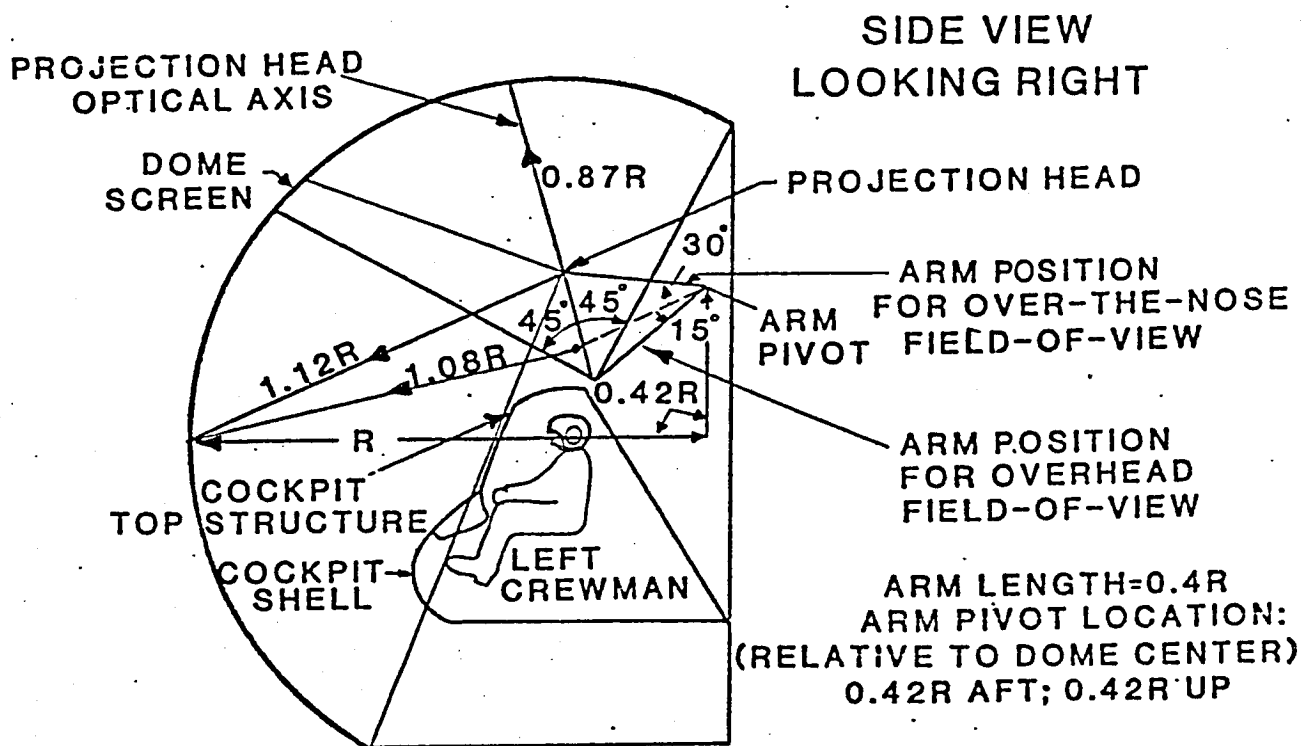 SIDE VIEW
LOOKING RIGHT
PROJECTION HEAD
OPTICAL AXIS
DOME
SCREEN
0.87R
PROJECTION HEAD
30°
ARM POSITION
FOR OVER-THE-NOSE
FIELD-OF-VIEW
45°
45°
15°
ARM
PIVOT
1.12R
1.08R
0.42R
R
ARM POSITION
FOR OVERHEAD
FIELD-OF-VIEW
COCKPIT
TOP STRUCTURE
COCKPIT
SHELL
LEFT
CREWMAN
ARM LENGTH=0.4R
ARM PIVOT LOCATION:
(RELATIVE TO DOME CENTER)
0.42R AFT; 0.42R UP